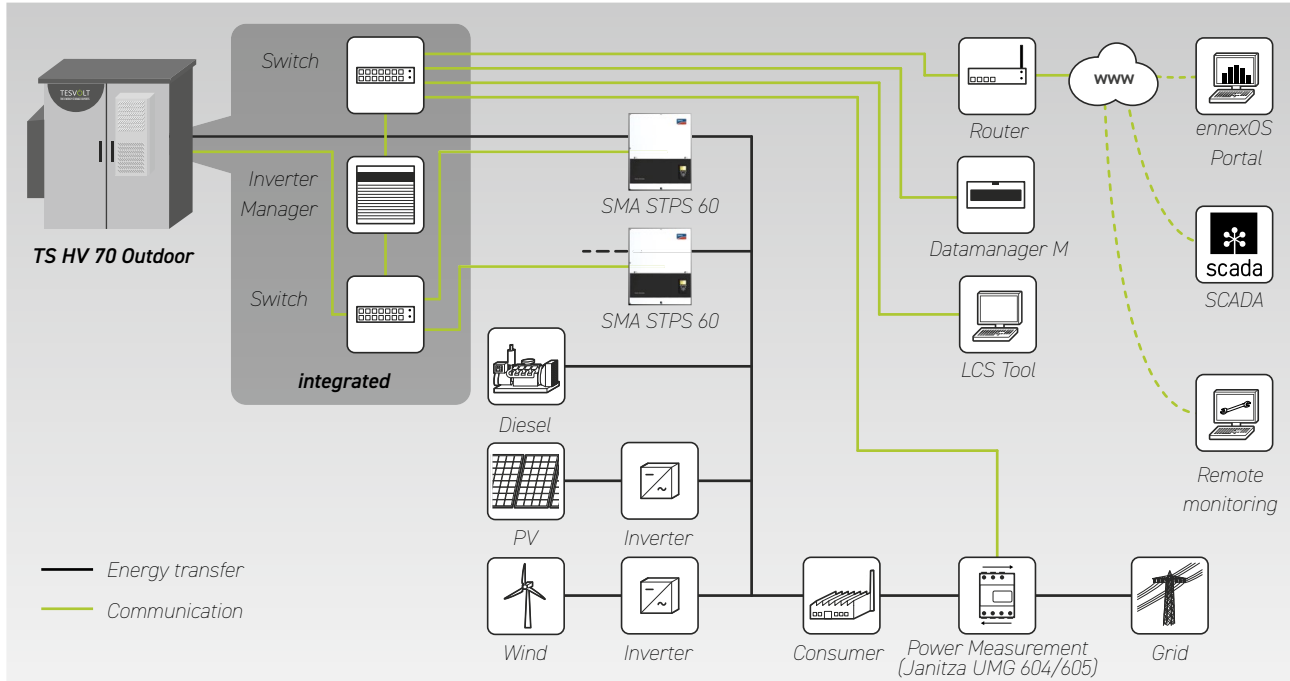 Switch
TESVOLT
Inverter
Manager
TS HV 70 Outdoor
Switch
integrated
SMA STPS 60
SMA STPS 60
Router
www
ennexOS
Portal
Datamanager M
scada
SCADA
LCS Tool
Remote
monitoring
Diesel
PV
Inverter
Energy transfer
Communication
Wind
Inverter
Consumer
Power Measurement
(Janitza UMG 604/605)
Grid